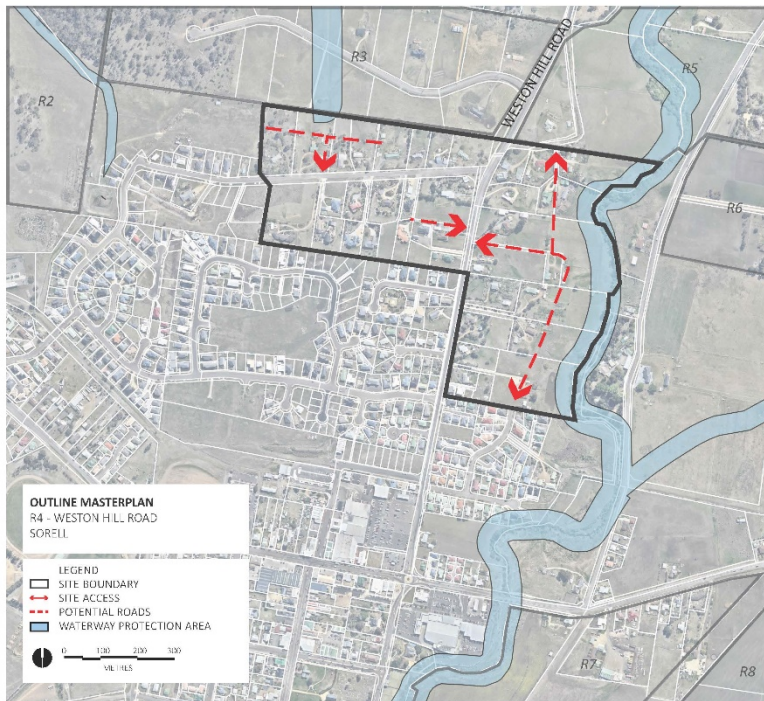 R2
R3
WESTON HILL ROAD
R5
R6
OUTLINE MASTERPLAN
R4 - WESTON HILL ROAD
SORELL
LEGEND
SITE BOUNDARY
SITE ACCESS
POTENTIAL ROADS
WATERWAY PROTECTION AREA
0 100 200 300
METRES
R7
R8